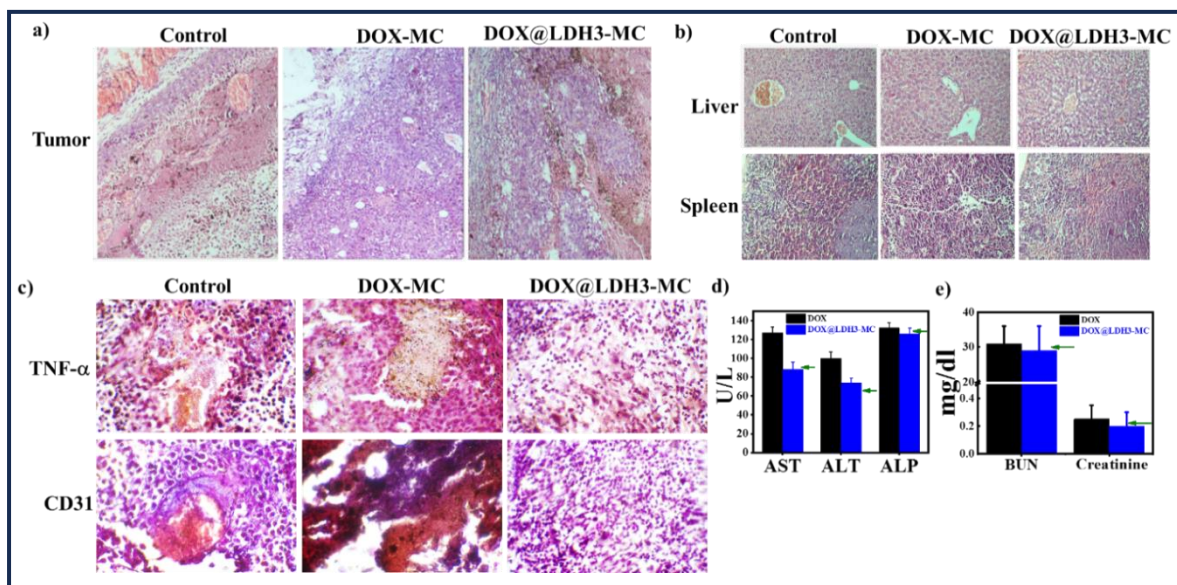 a)
Control DOX-MC DOX@LDH3-MC
Tumor
b)
Control DOX-MC DOX@LDH3-MC
Liver
Spleen
c)
Control DOX-MC DOX@LDH3-MC
TNF-α
CD31
d)
DOX
DOX@LDH3-MC
140
120
100
80
60
40
20
0
U/L
AST ALT ALP
e)
DOX
DOX@LDH3-MC
40
30
20
0.4
0.2
0.0
mg/dl
BUN Creatinine